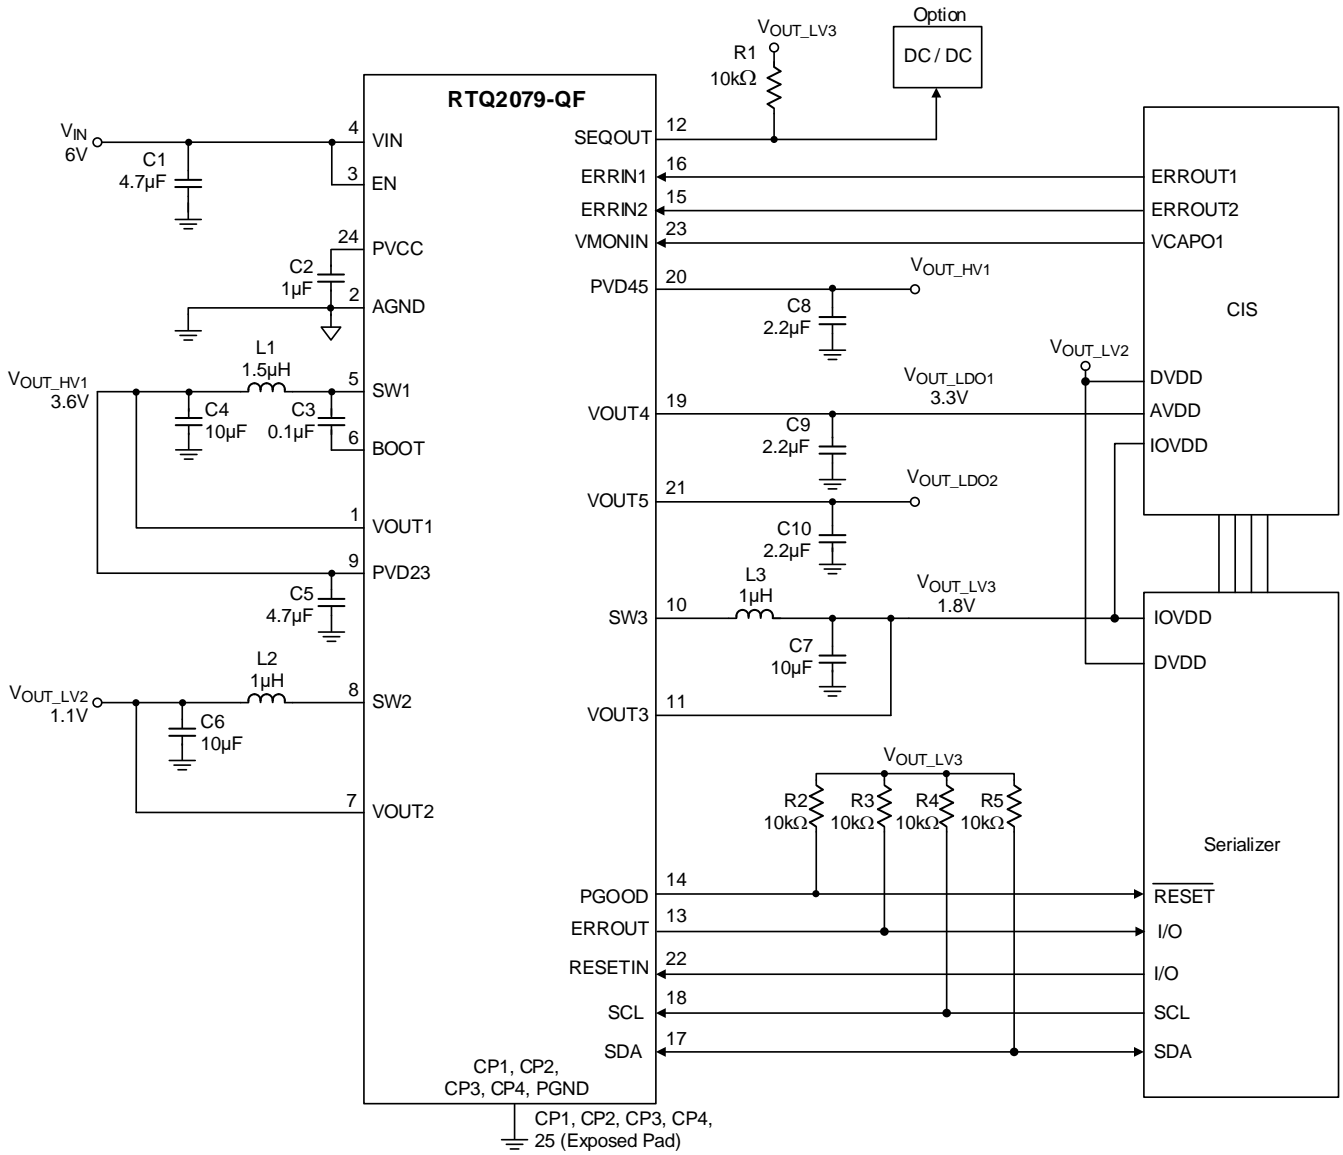 Option
DC / DC
VOUT_LV3
R1
10kΩ
RTQ2079-QF
VIN
6V
C1
4.7µF
4
VIN
3
EN
24
PVCC
C2
1µF
2
AGND
L1
1.5µH
VOUT_HV1
3.6V
5
SW1
C4
10µF
C3
0.1µF
6
BOOT
1
VOUT1
9
PVD23
C5
4.7µF
L2
1µH
VOUT_LV2
1.1V
8
SW2
C6
10µF
7
VOUT2
SEQOUT
12
ERRIN1
16
ERRIN2
15
VMONIN
23
PVD45
20
VOUT_HV1
C8
2.2µF
VOUT4
19
VOUT_LDO1
3.3V
C9
2.2µF
VOUT5
21
VOUT_LDO2
C10
2.2µF
SW3
10
L3
1µH
VOUT_LV3
1.8V
C7
10µF
VOUT3
11
VOUT_LV3
R2
10kΩ
R3
10kΩ
R4
10kΩ
R5
10kΩ
PGOOD
14
ERROUT
13
RESETIN
22
SCL
18
SDA
17
ERROUT1
ERROUT2
VCAPO1
CIS
VOUT_LV2
DVDD
AVDD
IOVDD
IOVDD
DVDD
Serializer
RESET
I/O
I/O
SCL
SDA
CP1, CP2,
CP3, CP4, PGND
CP1, CP2, CP3, CP4,
25 (Exposed Pad)